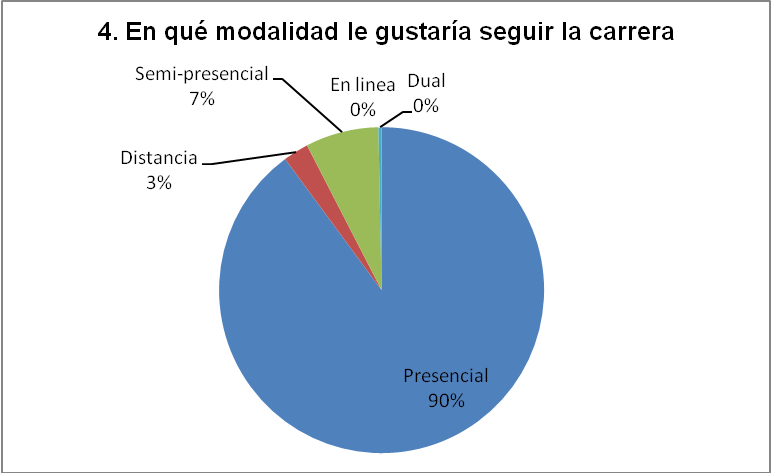 4. En qué modalidad le gustaría seguir la carrera
Semi-presencial
7%
En linea
0%
Dual
0%
Distancia
3%
Presencial
90%